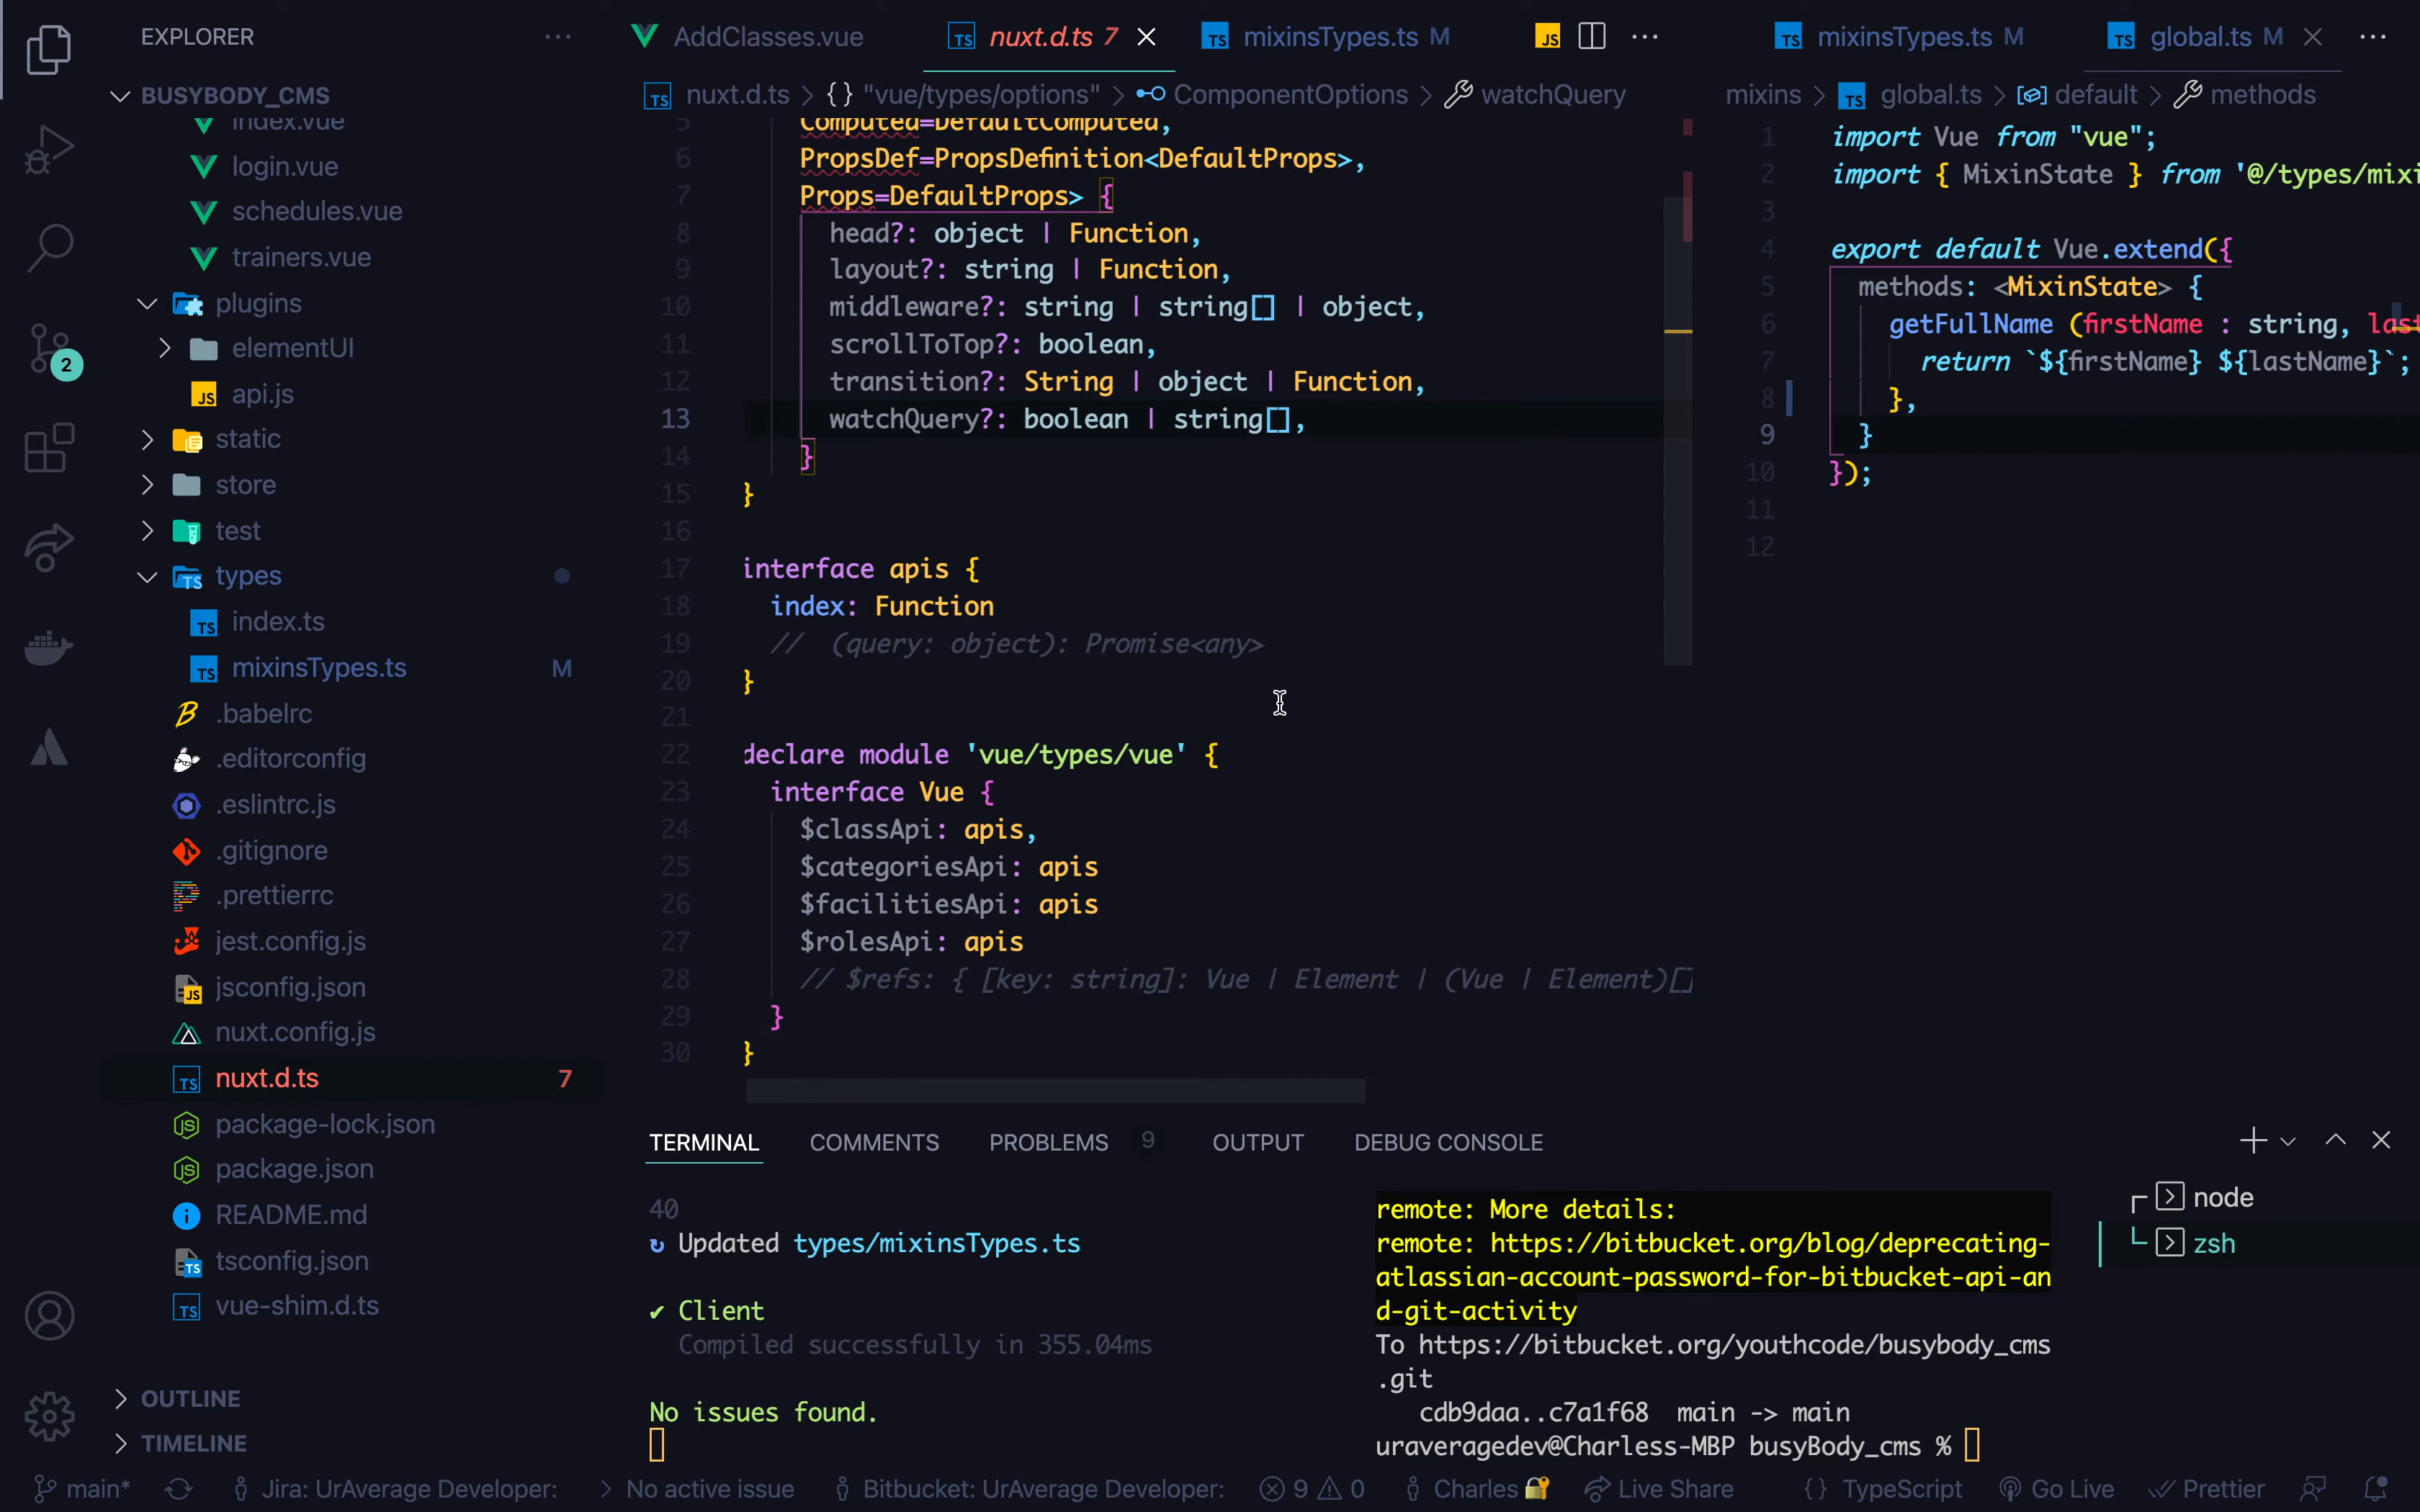 EXPLORER
BUSYBODY_CMS
index.vue
login.vue
schedules.vue
trainers.vue
plugins
elementUI
api.js
static
store
test
types
index.ts
mixinsTypes.ts M
.babelrc
.editorconfig
.eslintrc.js
.gitignore
.prettierrc
jest.config.js
jsconfig.json
nuxt.config.js
nuxt.d.ts 7
package-lock.json
package.json
README.md
tsconfig.json
vue-shim.d.ts
OUTLINE
TIMELINE
2
AddClasses.vue
nuxt.d.ts 7
mixinsTypes.ts M
nuxt.d.ts > {} "vue/types/options" > ComponentOptions > watchQuery
5 Computed=DefaultComputed,
6 PropsDef=PropsDefinition<DefaultProps>,
7 Props=DefaultProps> {
8 head?: object | Function,
9 layout?: string | Function,
10 middleware?: string | string[] | object,
11 scrollToTop?: boolean,
12 transition?: String | object | Function,
13 watchQuery?: boolean | string[],
14 }
15 }
16
17 interface apis {
18 index: Function
19 //  (query: object): Promise<any>
20 }
21
22 declare module 'vue/types/vue' {
23 interface Vue {
24 $classApi: apis,
25 $categoriesApi: apis
26 $facilitiesApi: apis
27 $rolesApi: apis
28 // $refs: { [key: string]: Vue | Element | (Vue | Element)[]
29 }
30 }
mixinsTypes.ts M
global.ts M
mixins > global.ts > default > methods
1 import Vue from "vue";
2 import { MixinState } from '@/types/mixi
3
4 export default Vue.extend({
5 methods: <MixinState> {
6 getFullName (firstName : string, last
7 return `${firstName} ${lastName}`;
8 },
9 }
10 });
11
12
TERMINAL COMMENTS PROBLEMS 9 OUTPUT DEBUG CONSOLE
40
↻ Updated types/mixinsTypes.ts
✔ Client
Compiled successfully in 355.04ms
No issues found.
remote: More details:
remote: https://bitbucket.org/blog/deprecating-
atlassian-account-password-for-bitbucket-api-an
d-git-activity
To https://bitbucket.org/youthcode/busybody_cms
.git
cdb9daa..c7a1f68  main -> main
uraveragedev@Charless-MBP busyBody_cms %
node
zsh
main* Jira: UrAverage Developer: > No active issue Bitbucket: UrAverage Developer: 9 0 Charles Live Share {} TypeScript Go Live Prettier